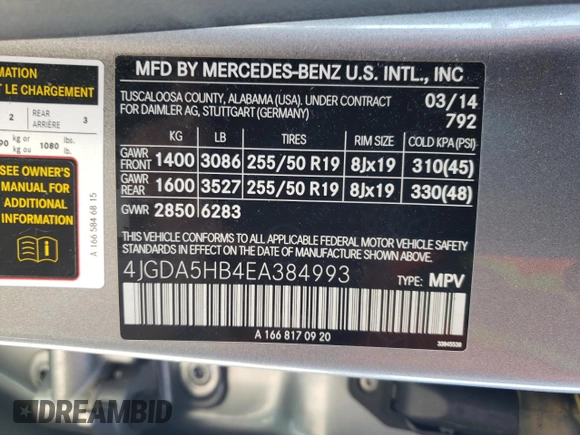 MATION
T LE CHARGEMENT
2 REAR ARRIÈRE 3
90 kg or kg ou 1080 lbs. lb.
SEE OWNER'S
MANUAL FOR
ADDITIONAL
INFORMATION
A 166 584 68 15
MFD BY MERCEDES-BENZ U.S. INTL., INC
TUSCALOOSA COUNTY, ALABAMA (USA). UNDER CONTRACT
FOR DAIMLER AG, STUTTGART (GERMANY)
03/14
792
KG LB TIRES RIM SIZE COLD KPA (PSI)
GAWR FRONT 1400 3086 255/50 R19 8Jx19 310(45)
GAWR REAR 1600 3527 255/50 R19 8Jx19 330(48)
GVWR 2850 6283
THIS VEHICLE CONFORMS TO ALL APPLICABLE FEDERAL MOTOR VEHICLE SAFETY
STANDARDS IN EFFECT ON THE DATE OF MANUFACTURE SHOWN ABOVE.
4JGDA5HB4EA384993 TYPE: MPV
A 166 817 09 20
33845538
DREAMBID